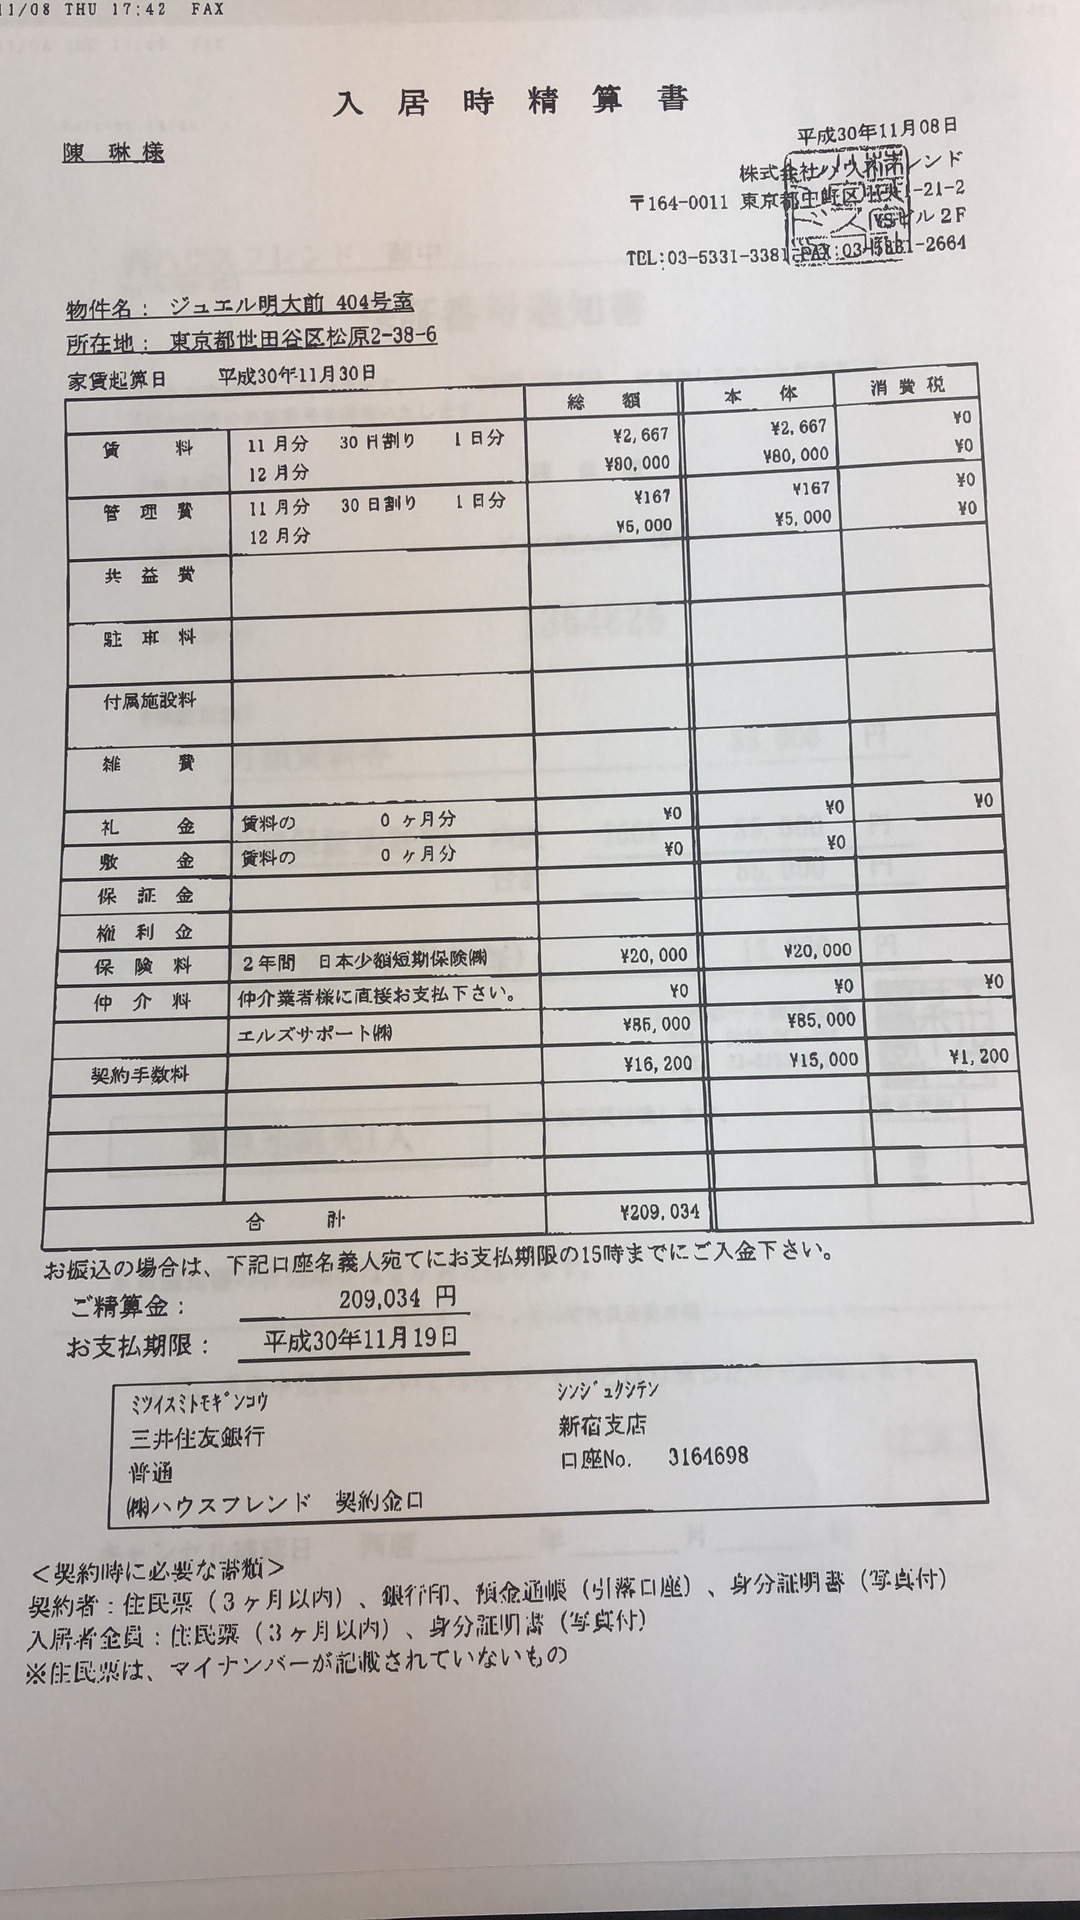 11/08 THU 17:42 FAX
入居時精算書
平成30年11月08日
陳 琳 様
株式会社ハウスフレンド
〒164-0011 東京都中野区中央1-21-2
ビル 2F
TEL:03-5331-3381 FAX:03-5331-2664
物件名： ジュエル明大前 404号室
所在地： 東京都世田谷区松原2-38-6
家賃起算日 平成30年11月30日
総額 本体 消費税
賃料 11月分 30日割り 1日分 ¥2,667 ¥2,667 ¥0
12月分 ¥80,000 ¥80,000 ¥0
管理費 11月分 30日割り 1日分 ¥167 ¥167 ¥0
12月分 ¥5,000 ¥5,000 ¥0
共益費
駐車料
付属施設料
雑費
礼金 賃料の 0ヶ月分 ¥0 ¥0 ¥0
敷金 賃料の 0ヶ月分 ¥0 ¥0
保証金
権利金
保険料 2年間 日本少額短期保険㈱ ¥20,000 ¥20,000
仲介料 仲介業者様に直接お支払下さい。 ¥0 ¥0 ¥0
エルズサポート㈱ ¥85,000 ¥85,000
契約手数料 ¥16,200 ¥15,000 ¥1,200
合計 ¥209,034
お振込の場合は、下記口座名義人宛てにお支払期限の15時までにご入金下さい。
ご精算金： 209,034 円
お支払期限： 平成30年11月19日
ﾐﾂｲｽﾐﾄﾓｷﾞﾝｺｳ ｼﾝｼﾞｭｸｼﾃﾝ
三井住友銀行 新宿支店
普通 口座No. 3164698
㈱ハウスフレンド 契約金口
＜契約時に必要な書類＞
契約者：住民票（3ヶ月以内）、銀行印、預金通帳（引落口座）、身分証明書（写真付）
入居者全員：住民票（3ヶ月以内）、身分証明書（写真付）
※住民票は、マイナンバーが記載されていないもの